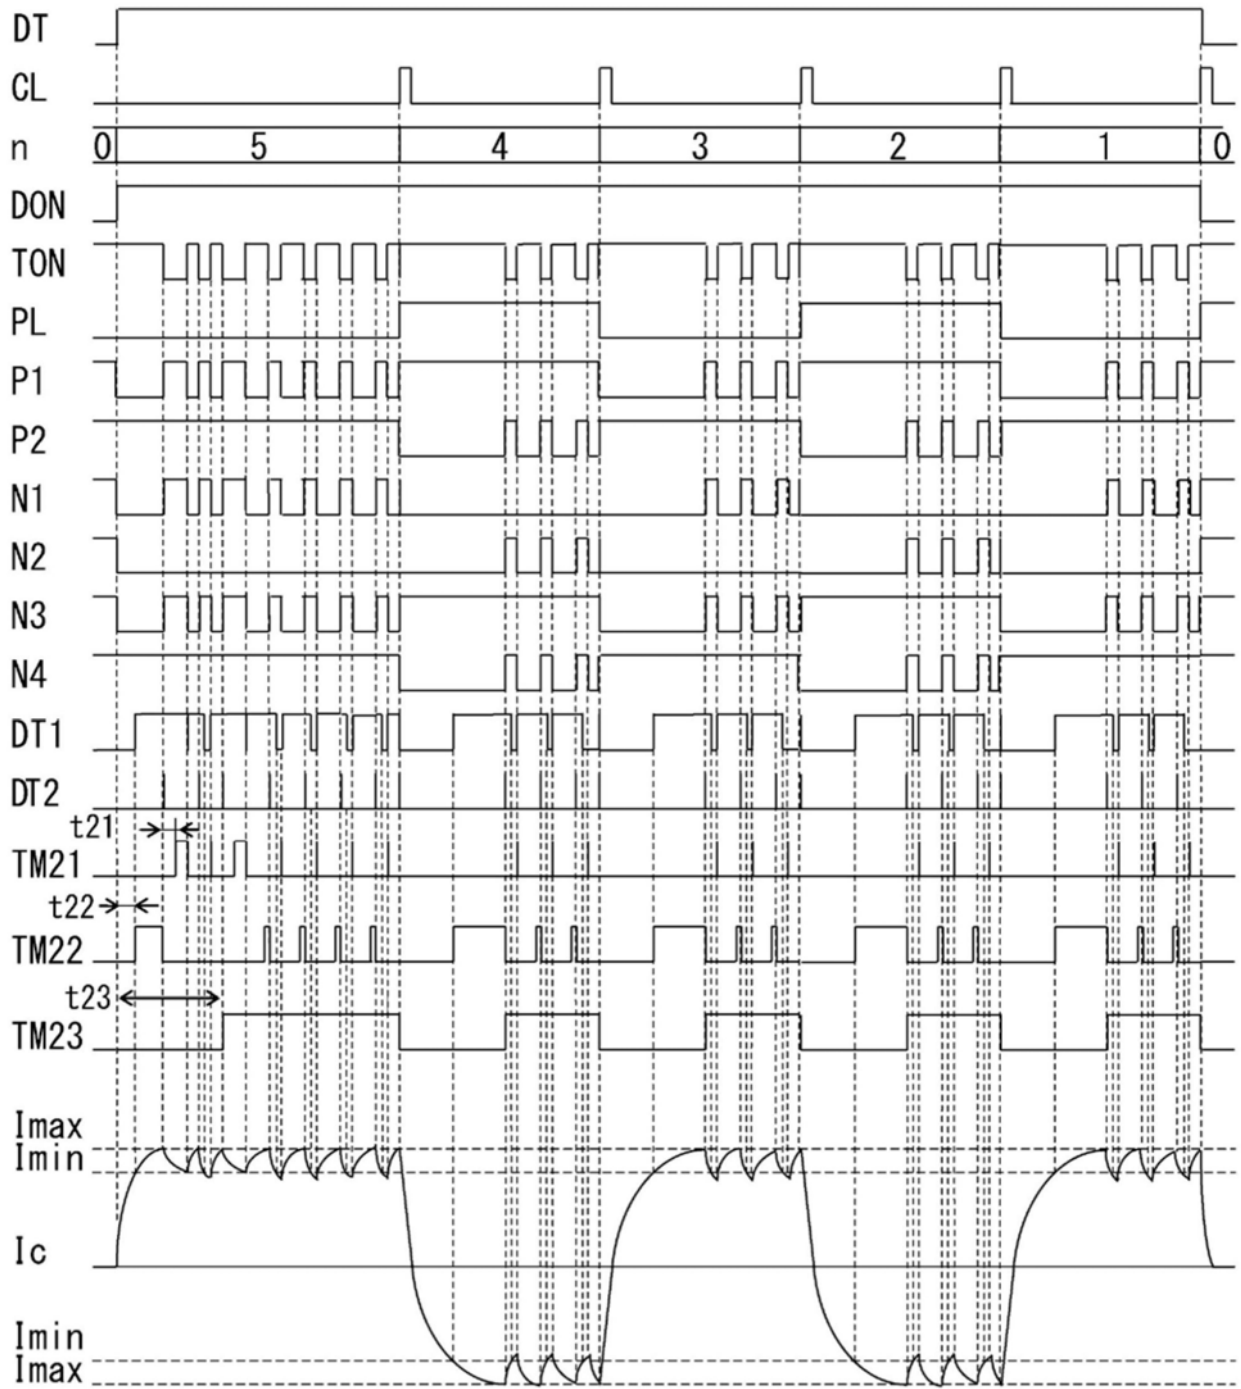 DT
CL
n 0 5 4 3 2 1 0
DON
TON
PL
P1
P2
N1
N2
N3
N4
DT1
DT2
t21
TM21
t22
TM22
t23
TM23
Imax
Imin
Ic
Imin
Imax